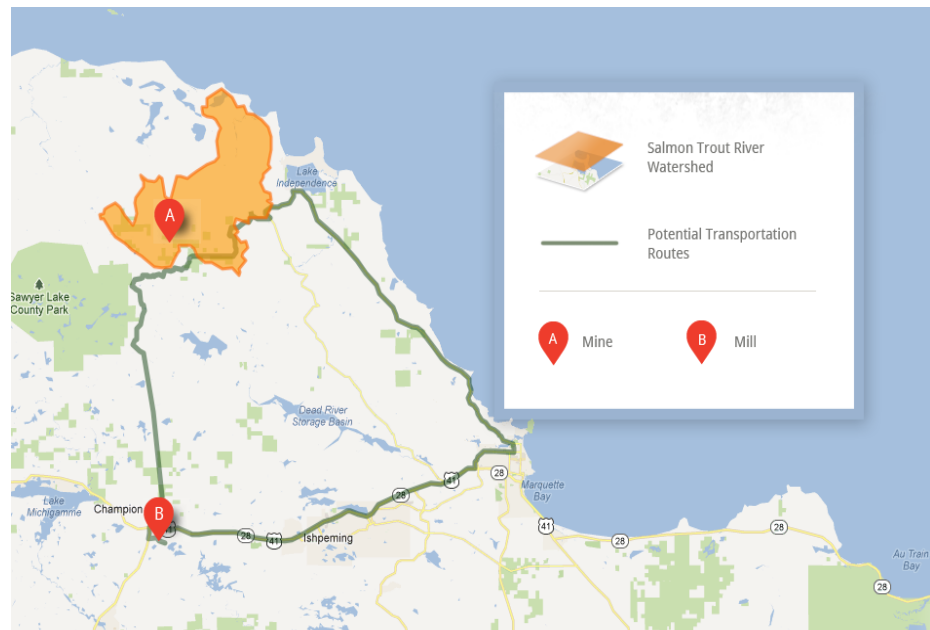 Lake
Independence
Salmon Trout River
Watershed
A
Potential Transportation
Routes
Sawyer Lake
County Park
A
Mine
B
Mill
Dead River
Storage Basin
41
28
28
Marquette
Bay
Lake
Michigamme
Champion
B
41
28
41
Ishpeming
41
28
28
Au Train
Bay
28